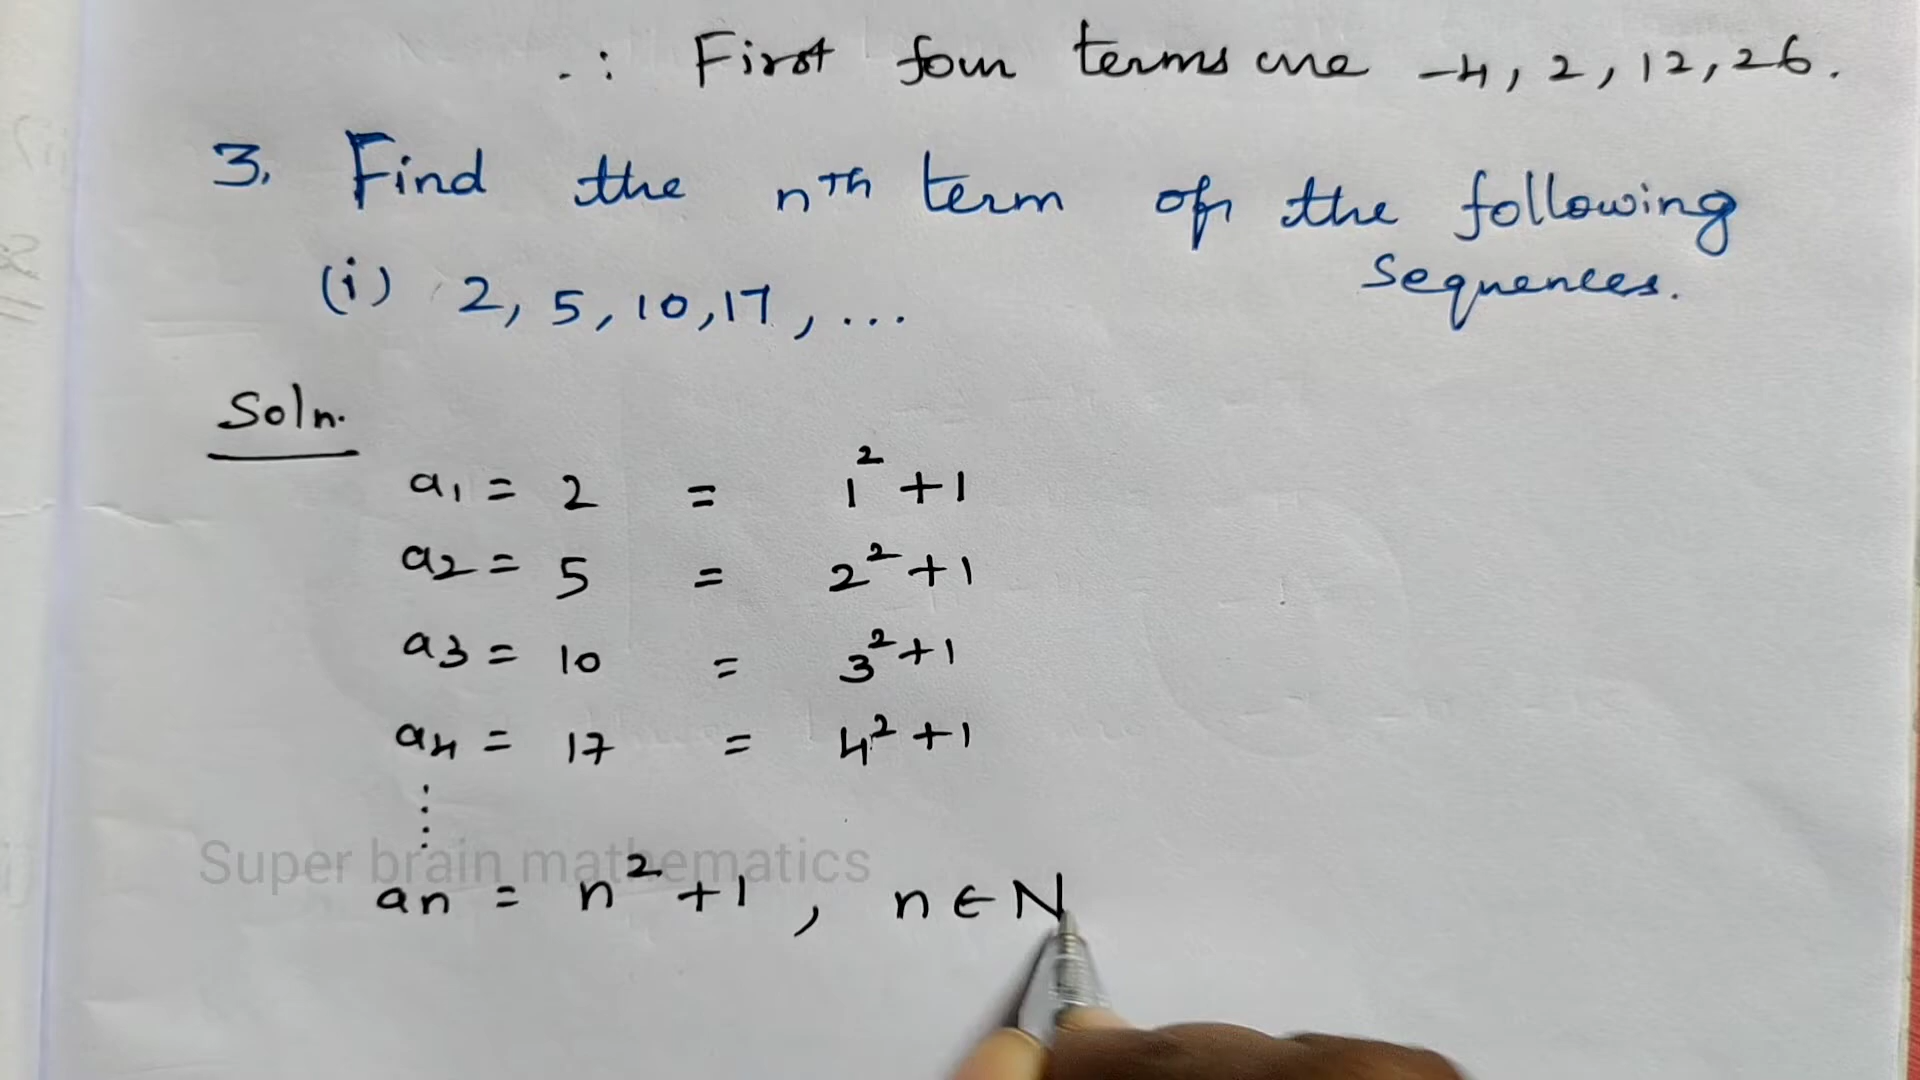 ∴ First four terms are -4, 2, 12, 26.
3. Find the nth term of the following
sequences.
(i) 2, 5, 10, 17, ...
Soln.
a₁ = 2 = 1² + 1
a₂ = 5 = 2² + 1
a₃ = 10 = 3² + 1
a₄ = 17 = 4² + 1
⋮
Super brain mathematics
an = n² + 1 , n ∈ N